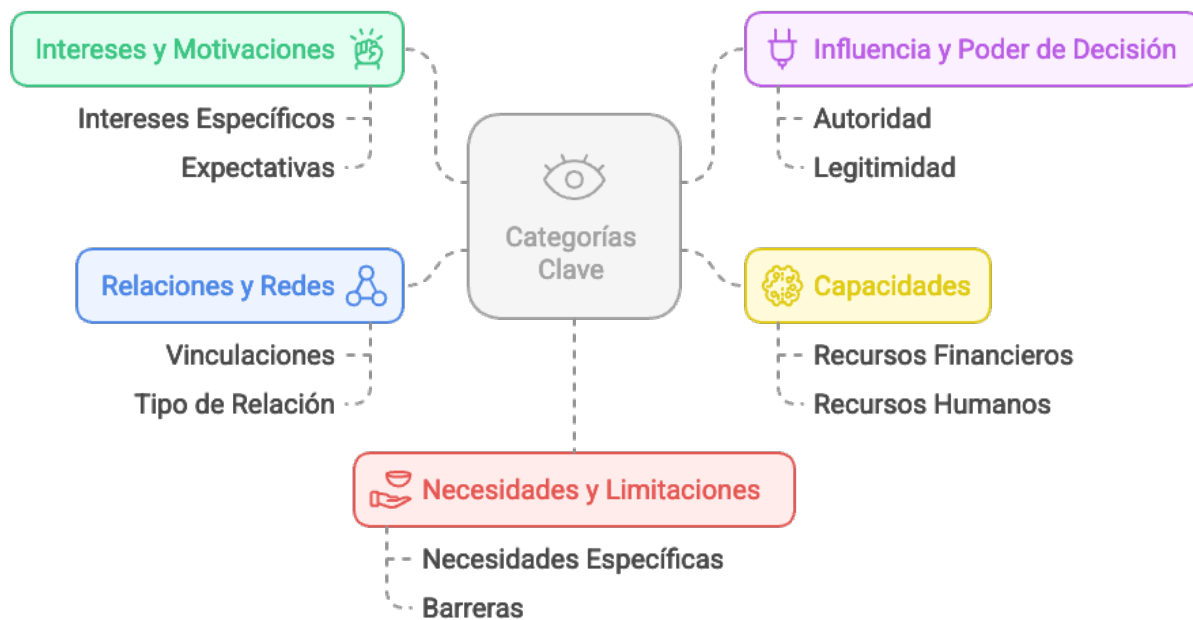 Intereses y Motivaciones
Intereses Específicos
Expectativas
Influencia y Poder de Decisión
Autoridad
Legitimidad
Categorías
Clave
Relaciones y Redes
Vinculaciones
Tipo de Relación
Capacidades
Recursos Financieros
Recursos Humanos
Necesidades y Limitaciones
Necesidades Específicas
Barreras